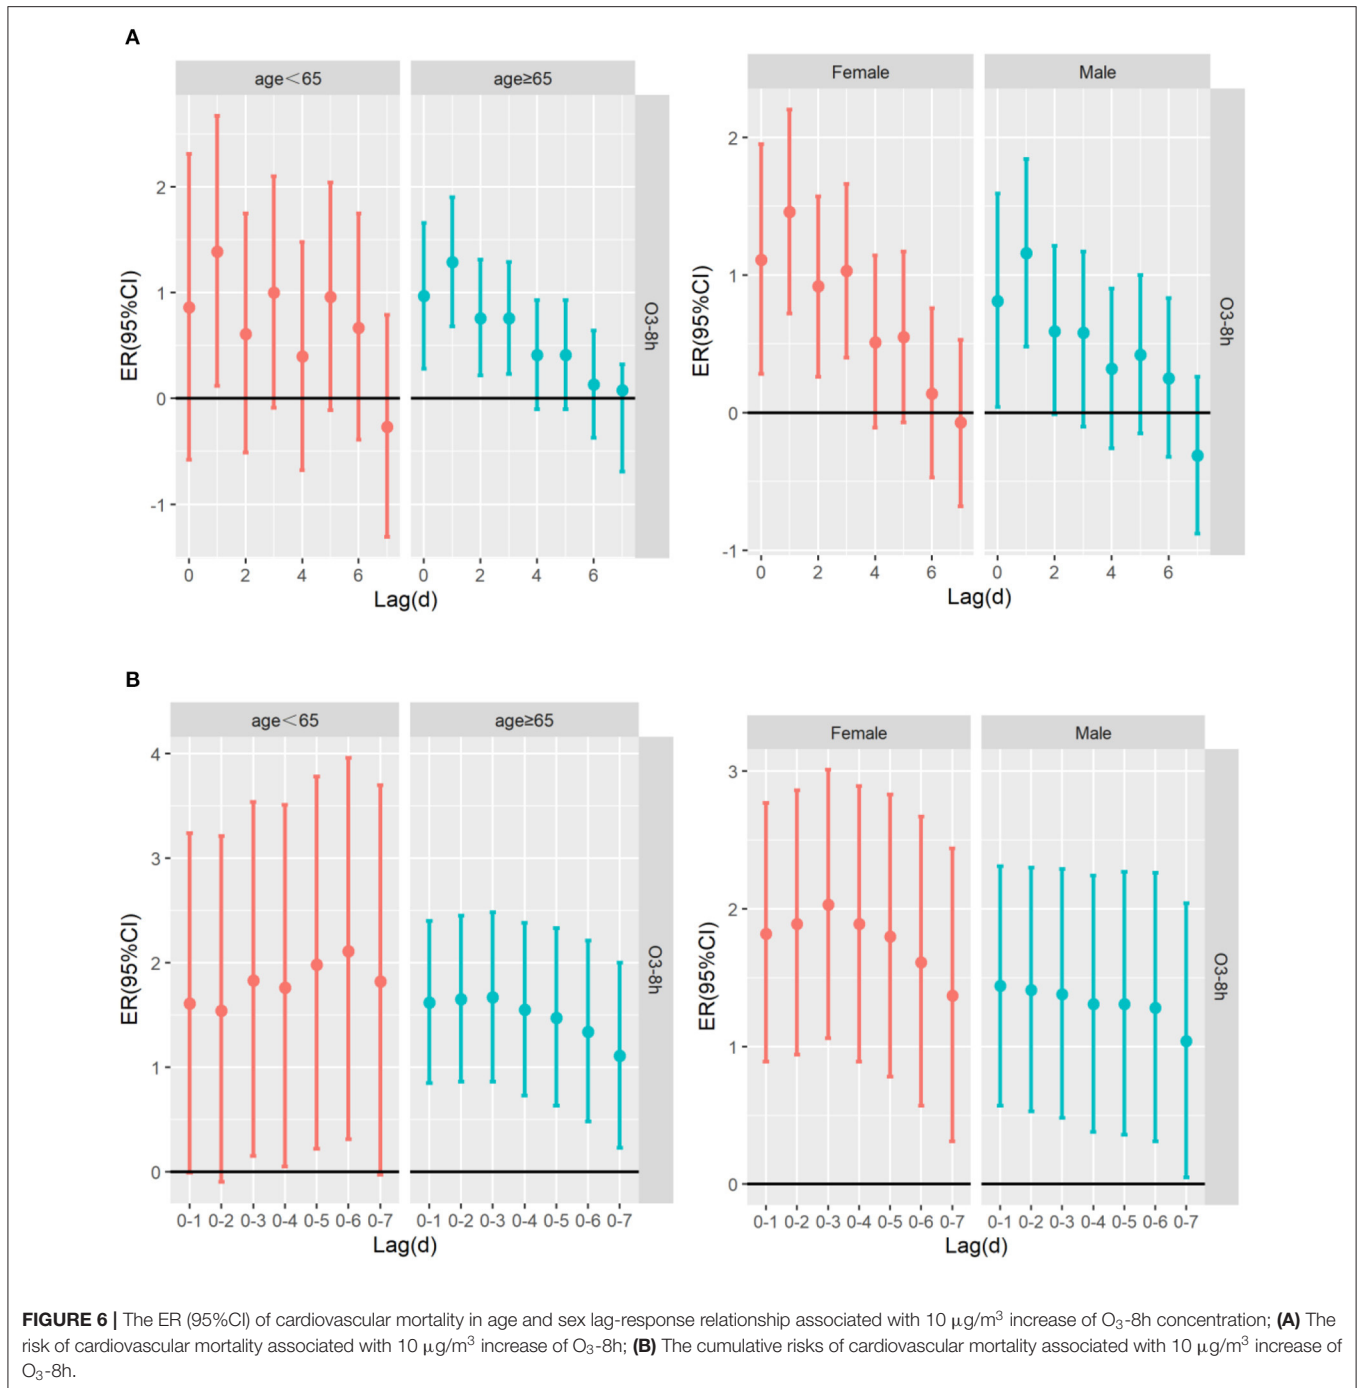 A
age<65
age≥65
2
1
0
-1
ER(95%CI)
O3-8h
0 2 4 6
0 2 4 6
Lag(d)
Female
Male
2
1
0
-1
ER(95%CI)
O3-8h
0 2 4 6
0 2 4 6
Lag(d)
B
age<65
age≥65
4
3
2
1
0
ER(95%CI)
O3-8h
0-1 0-2 0-3 0-4 0-5 0-6 0-7
0-1 0-2 0-3 0-4 0-5 0-6 0-7
Lag(d)
Female
Male
3
2
1
0
ER(95%CI)
O3-8h
0-1 0-2 0-3 0-4 0-5 0-6 0-7
0-1 0-2 0-3 0-4 0-5 0-6 0-7
Lag(d)
FIGURE 6 | The ER (95%CI) of cardiovascular mortality in age and sex lag-response relationship associated with 10 μg/m³ increase of O₃-8h concentration; (A) The
risk of cardiovascular mortality associated with 10 μg/m³ increase of O₃-8h; (B) The cumulative risks of cardiovascular mortality associated with 10 μg/m³ increase of
O₃-8h.